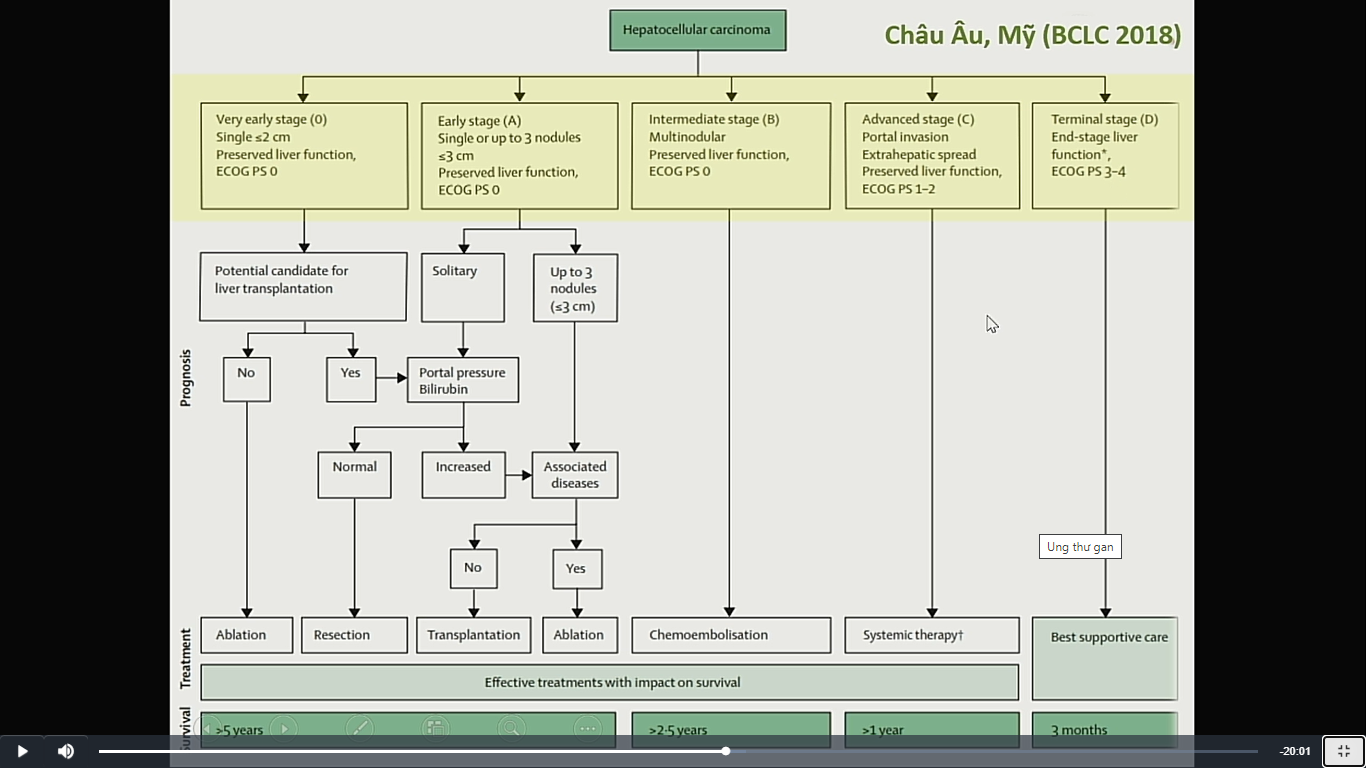 Hepatocellular carcinoma
Châu Âu, Mỹ (BCLC 2018)
Very early stage (0)
Single ≤2 cm
Preserved liver function,
ECOG PS 0
Early stage (A)
Single or up to 3 nodules
≤3 cm
Preserved liver function,
ECOG PS 0
Intermediate stage (B)
Multinodular
Preserved liver function,
ECOG PS 0
Advanced stage (C)
Portal invasion
Extrahepatic spread
Preserved liver function,
ECOG PS 1–2
Terminal stage (D)
End-stage liver
function*,
ECOG PS 3–4
Potential candidate for
liver transplantation
Solitary
Up to 3
nodules
(≤3 cm)
Prognosis
No
Yes
Portal pressure
Bilirubin
Normal
Increased
Associated
diseases
No
Yes
Ung thư gan
Treatment
Ablation
Resection
Transplantation
Ablation
Chemoembolisation
Systemic therapy†
Best supportive care
Effective treatments with impact on survival
Survival
>5 years
>2·5 years
>1 year
3 months
-20:01